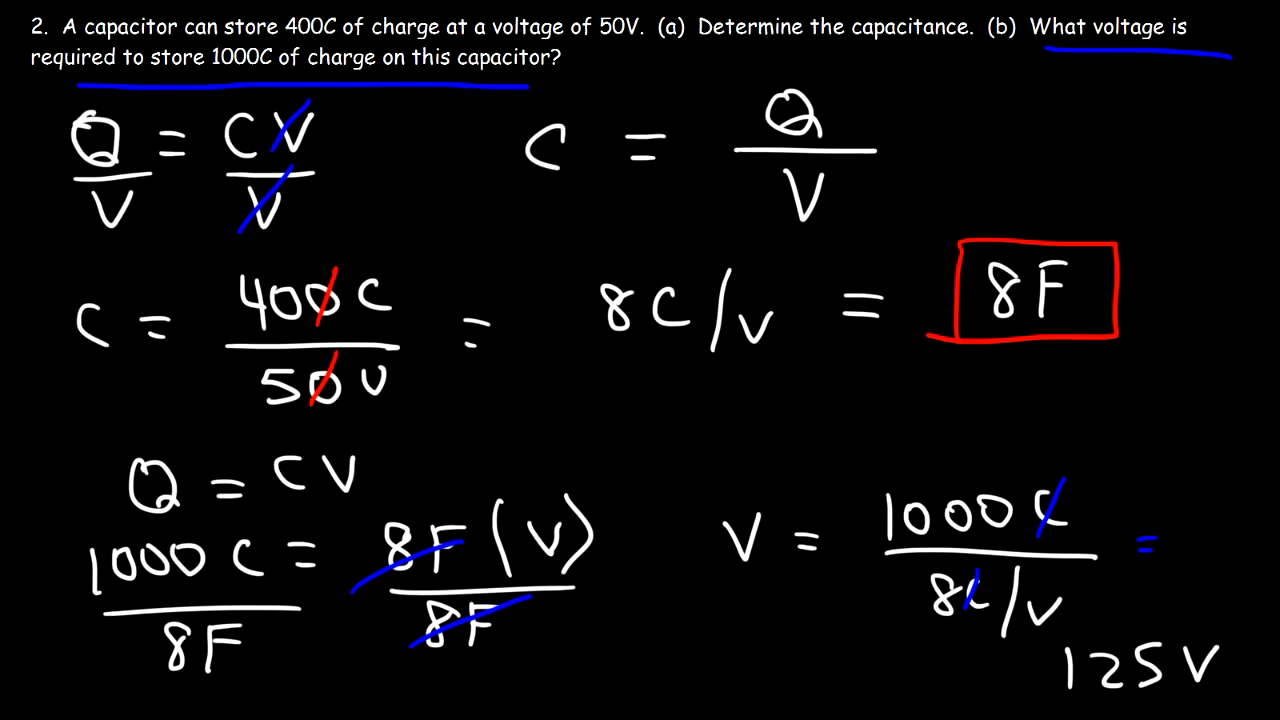 2. A capacitor can store 400C of charge at a voltage of 50V. (a) Determine the capacitance. (b) What voltage is
required to store 1000C of charge on this capacitor?
Q/V = CV/V
C = Q/V
C = 400C/50V = 8C/V = 8F
Q = CV
1000C/8F = 8F(V)/8F
V = 1000C/8C/V =
125V